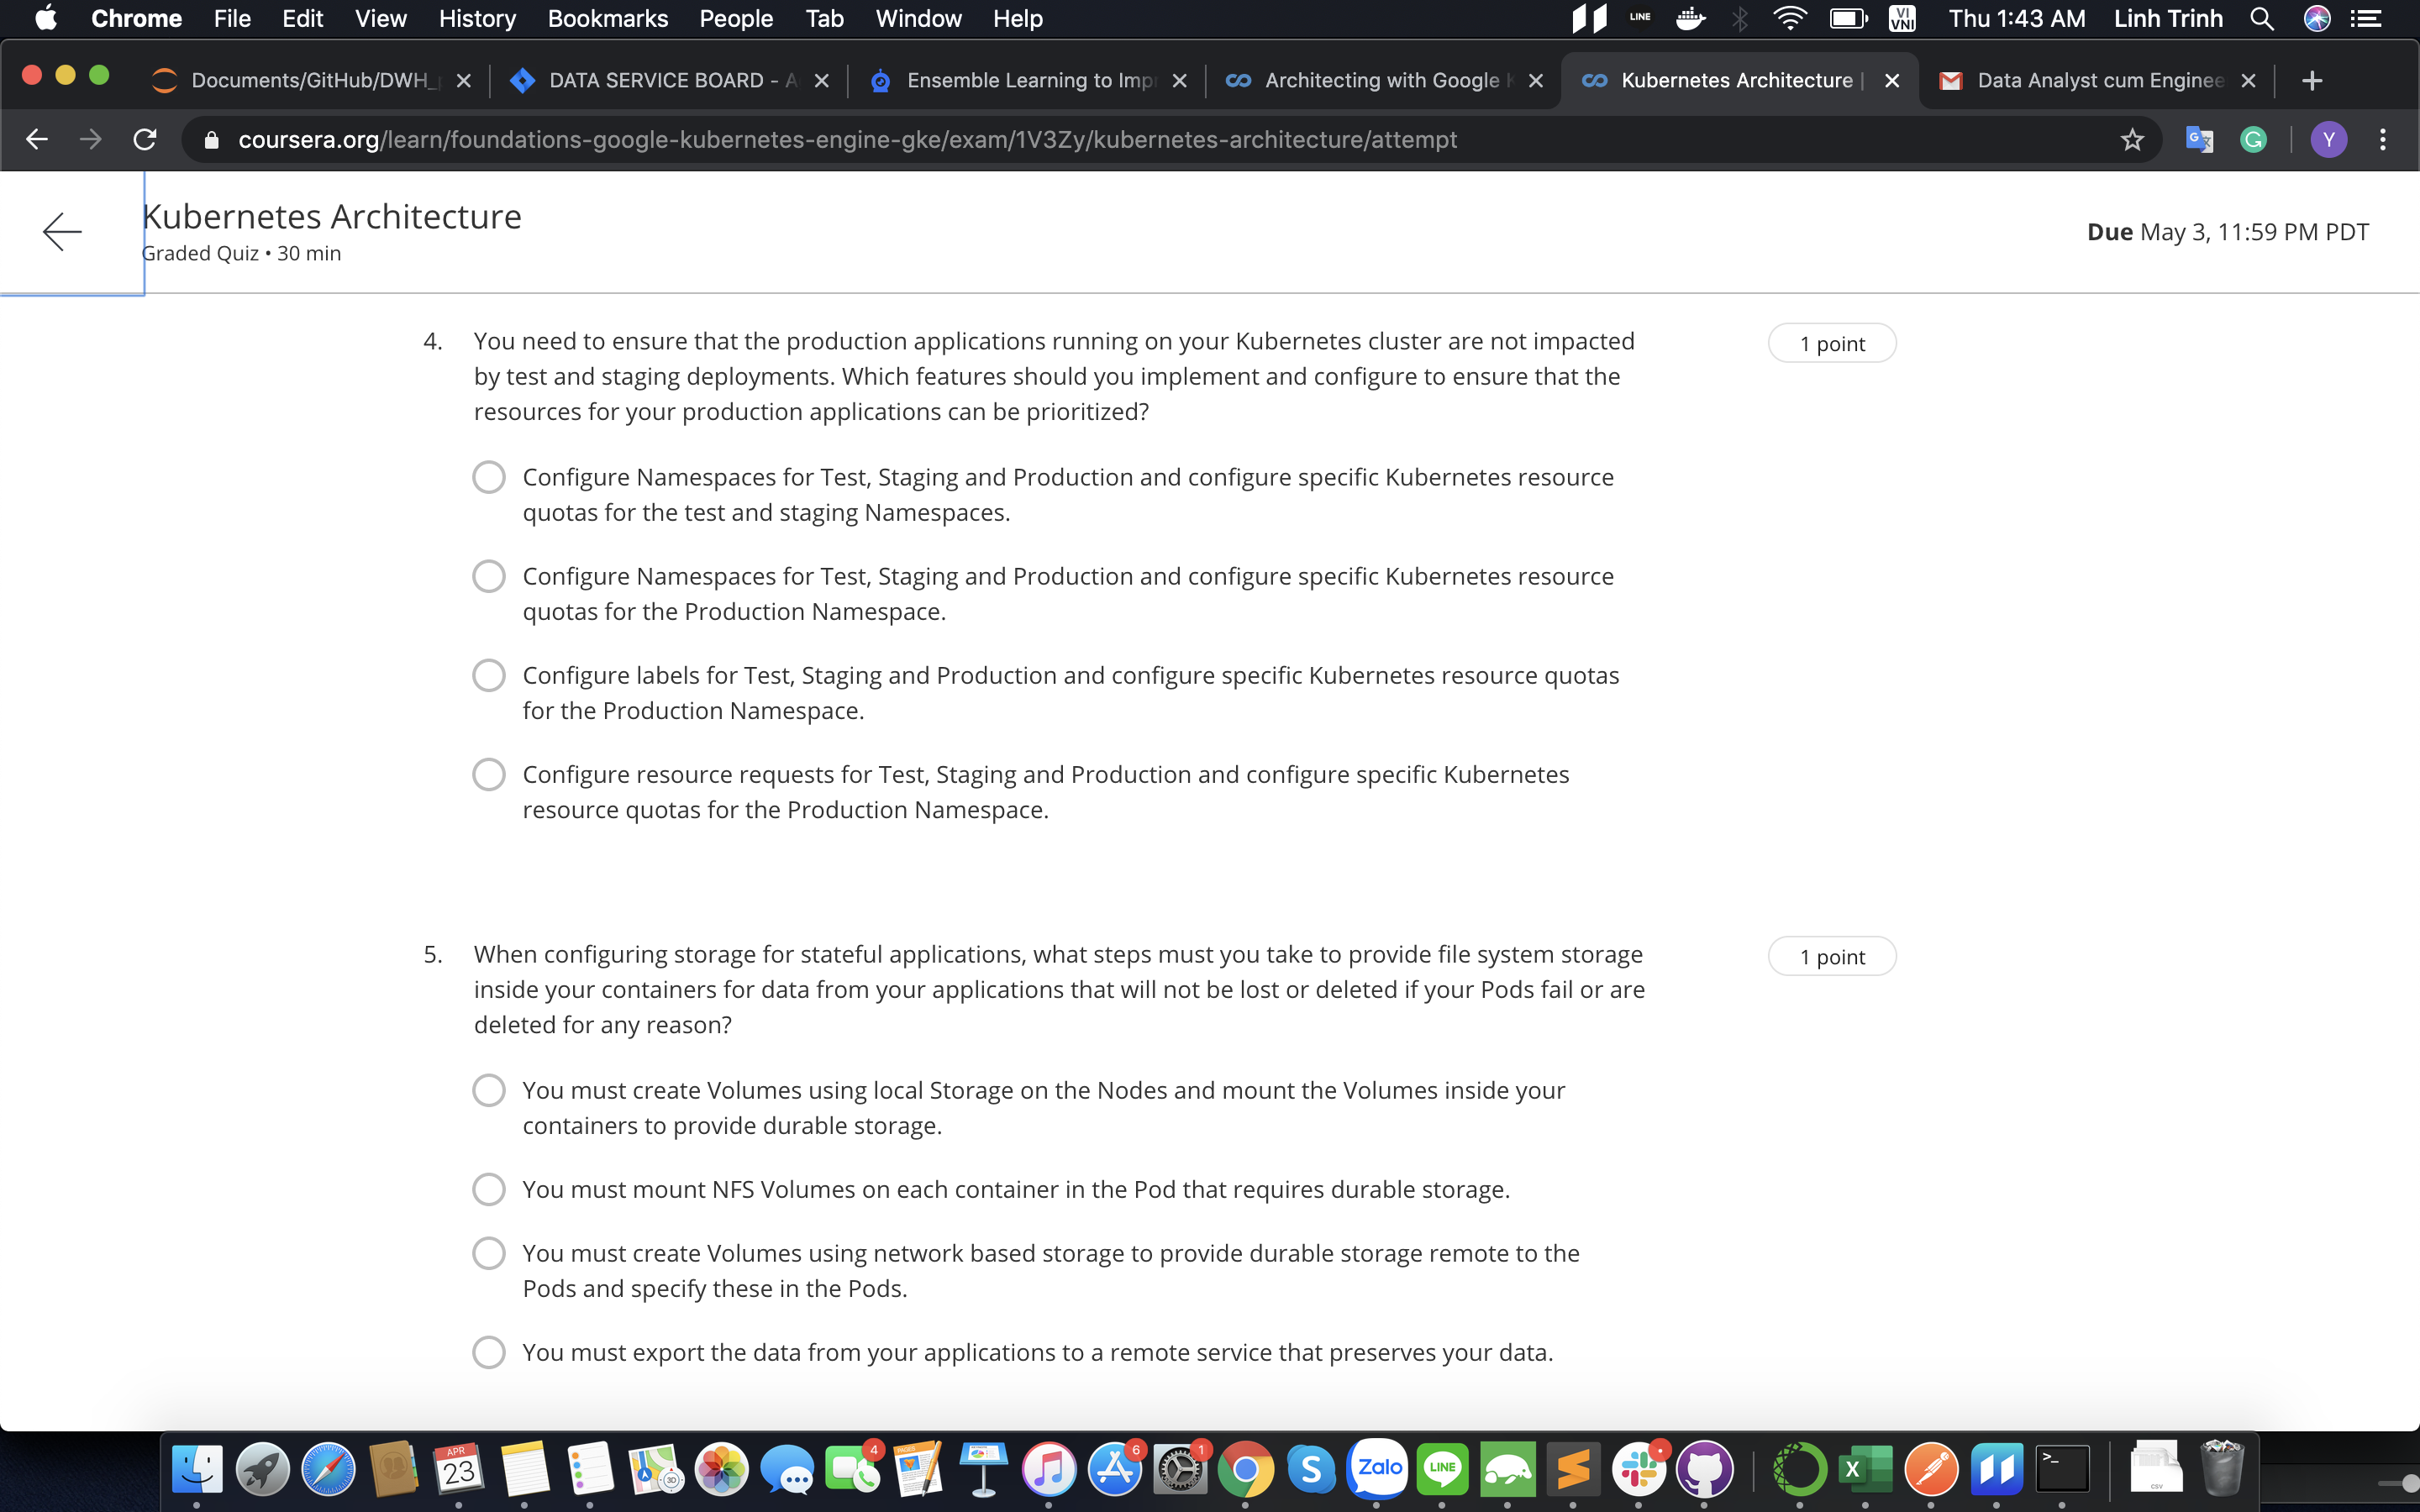 Chrome File Edit View History Bookmarks People Tab Window Help LINE VI VNI Thu 1:43 AM Linh Trinh
Documents/GitHub/DWH_ DATA SERVICE BOARD - A Ensemble Learning to Imp Architecting with Google Kubernetes Architecture | Data Analyst cum Enginee
coursera.org/learn/foundations-google-kubernetes-engine-gke/exam/1V3Zy/kubernetes-architecture/attempt Y
Kubernetes Architecture
Graded Quiz • 30 min
Due May 3, 11:59 PM PDT
4. You need to ensure that the production applications running on your Kubernetes cluster are not impacted 1 point
by test and staging deployments. Which features should you implement and configure to ensure that the
resources for your production applications can be prioritized?
Configure Namespaces for Test, Staging and Production and configure specific Kubernetes resource
quotas for the test and staging Namespaces.
Configure Namespaces for Test, Staging and Production and configure specific Kubernetes resource
quotas for the Production Namespace.
Configure labels for Test, Staging and Production and configure specific Kubernetes resource quotas
for the Production Namespace.
Configure resource requests for Test, Staging and Production and configure specific Kubernetes
resource quotas for the Production Namespace.
5. When configuring storage for stateful applications, what steps must you take to provide file system storage 1 point
inside your containers for data from your applications that will not be lost or deleted if your Pods fail or are
deleted for any reason?
You must create Volumes using local Storage on the Nodes and mount the Volumes inside your
containers to provide durable storage.
You must mount NFS Volumes on each container in the Pod that requires durable storage.
You must create Volumes using network based storage to provide durable storage remote to the
Pods and specify these in the Pods.
You must export the data from your applications to a remote service that preserves your data.
APR 23 3D 4 PAGES 6 1 S Zalo LINE X >_ CSV